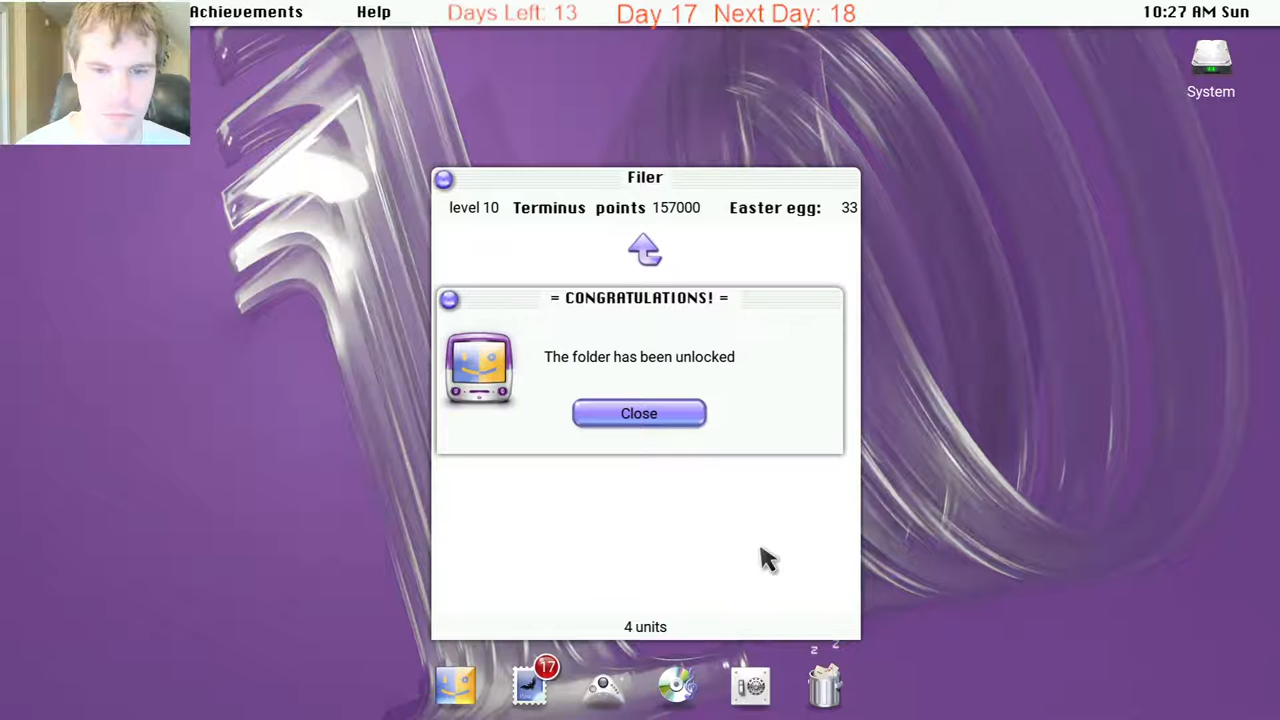 Achievements Help Days Left: 13 Day 17 Next Day: 18 10:27 AM Sun
System
Filer
level 10 Terminus points 157000 Easter egg: 33
= CONGRATULATIONS! =
The folder has been unlocked
Close
4 units
z z
17